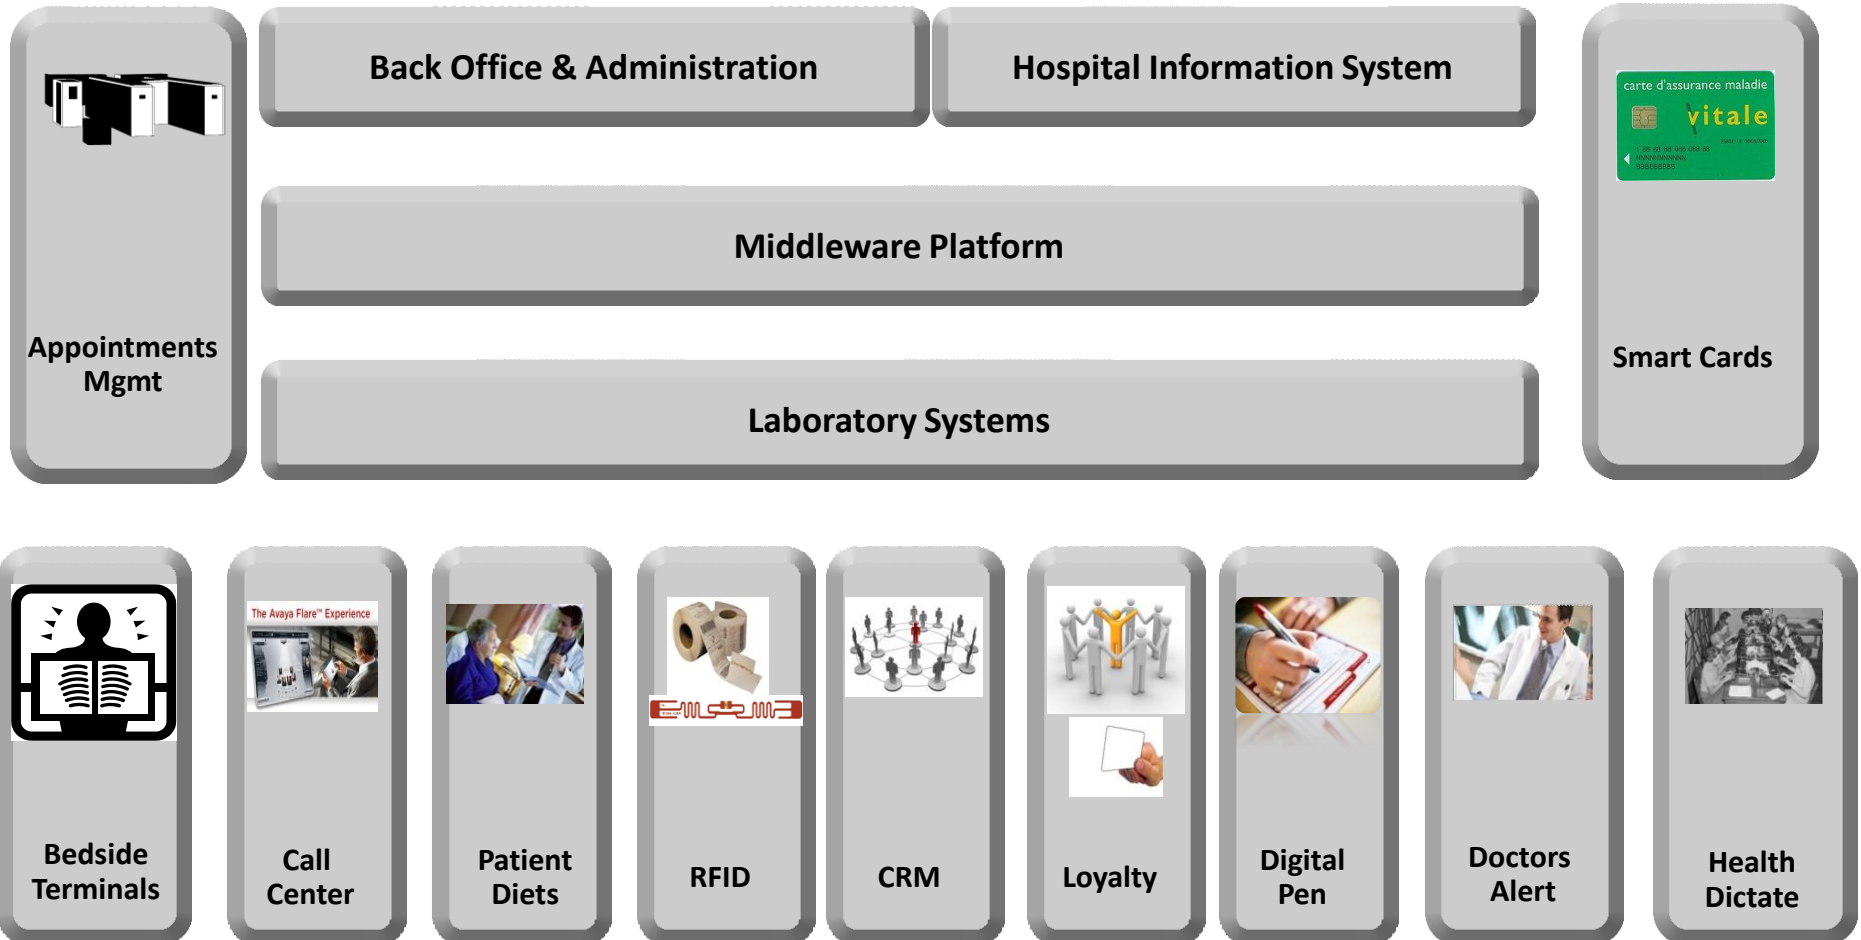 Back Office & Administration
Hospital Information System
carte d'assurance maladie
vitale
Middleware Platform
Appointments
Mgmt
Smart Cards
Laboratory Systems
The Avaya Flare™ Experience
Bedside
Terminals
Call
Center
Patient
Diets
RFID
CRM
Loyalty
Digital
Pen
Doctors
Alert
Health
Dictate